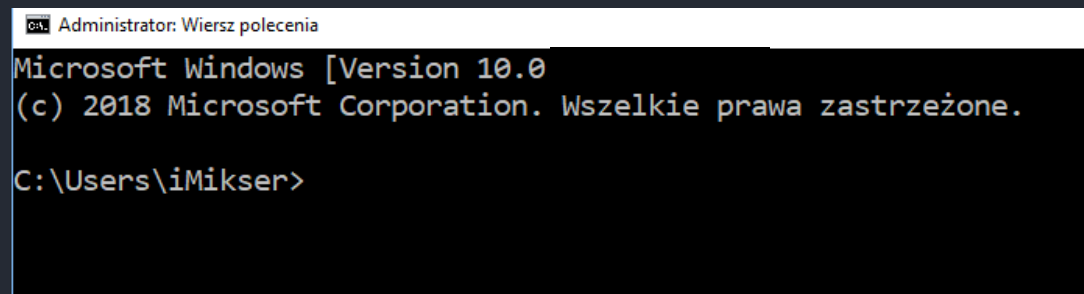 Administrator: Wiersz polecenia
Microsoft Windows [Version 10.0
(c) 2018 Microsoft Corporation. Wszelkie prawa zastrzeżone.
C:\Users\iMikser>